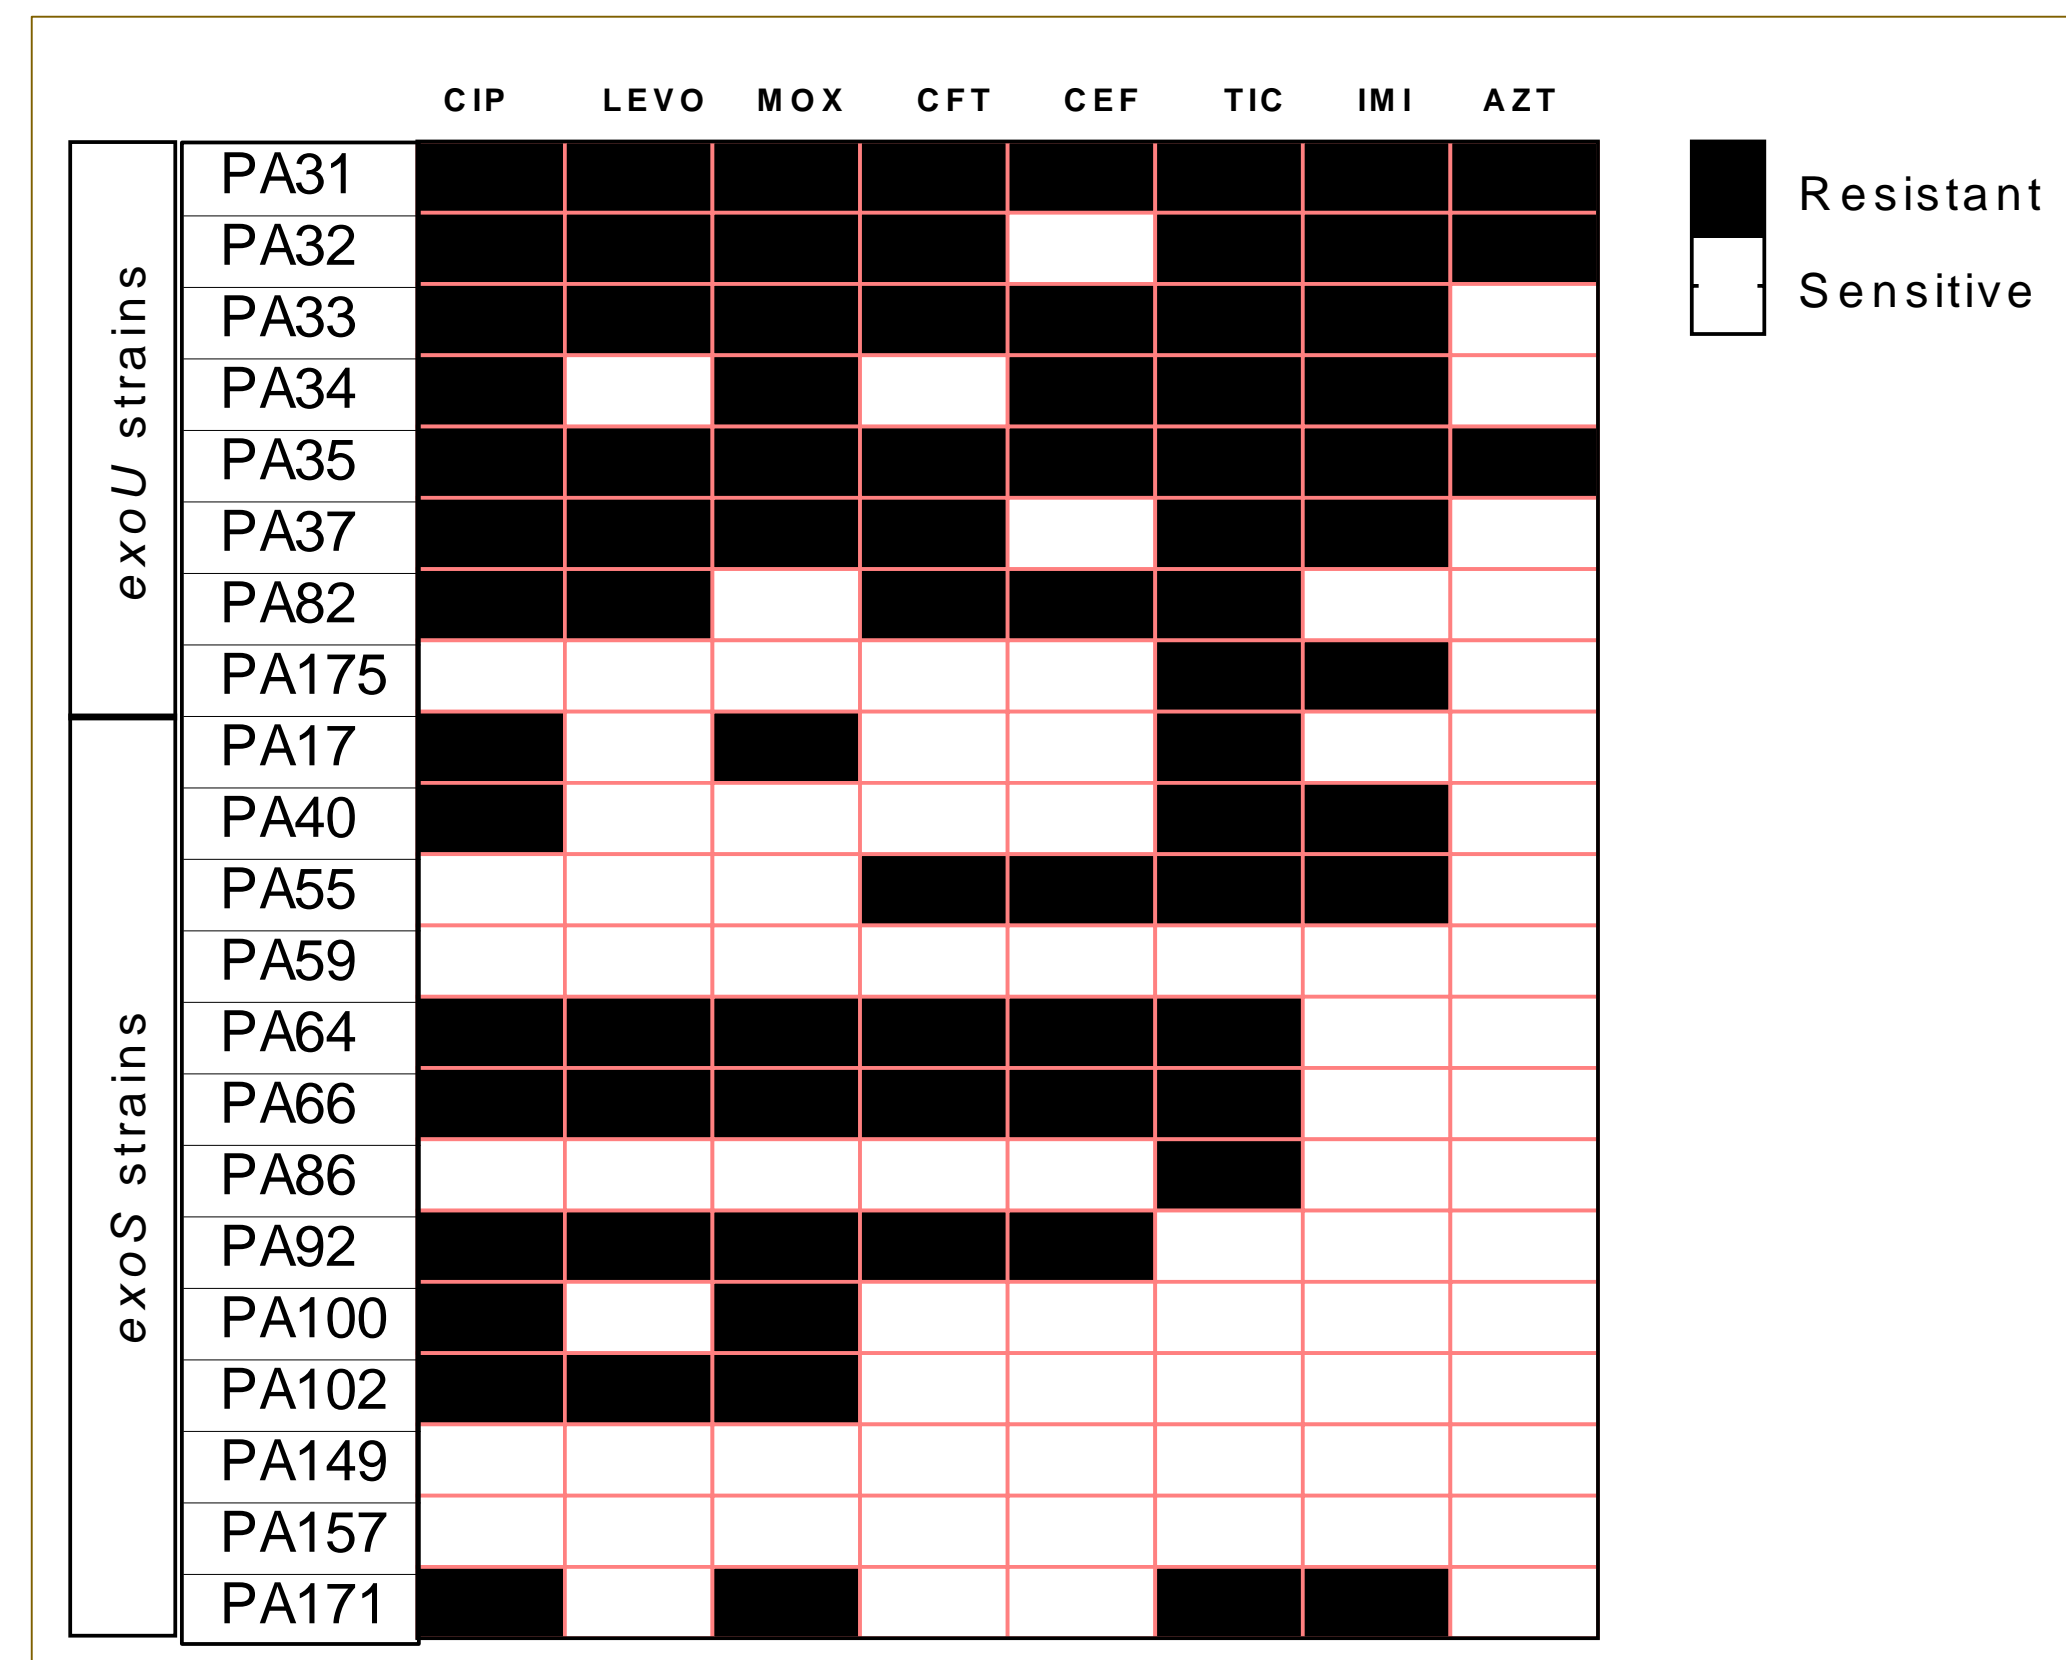 CIP LEVO MOX CFT CEF TIC IMI AZT
Resistant
Sensitive
exoU strains
PA31
PA32
PA33
PA34
PA35
PA37
PA82
PA175
exoS strains
PA17
PA40
PA55
PA59
PA64
PA66
PA86
PA92
PA100
PA102
PA149
PA157
PA171